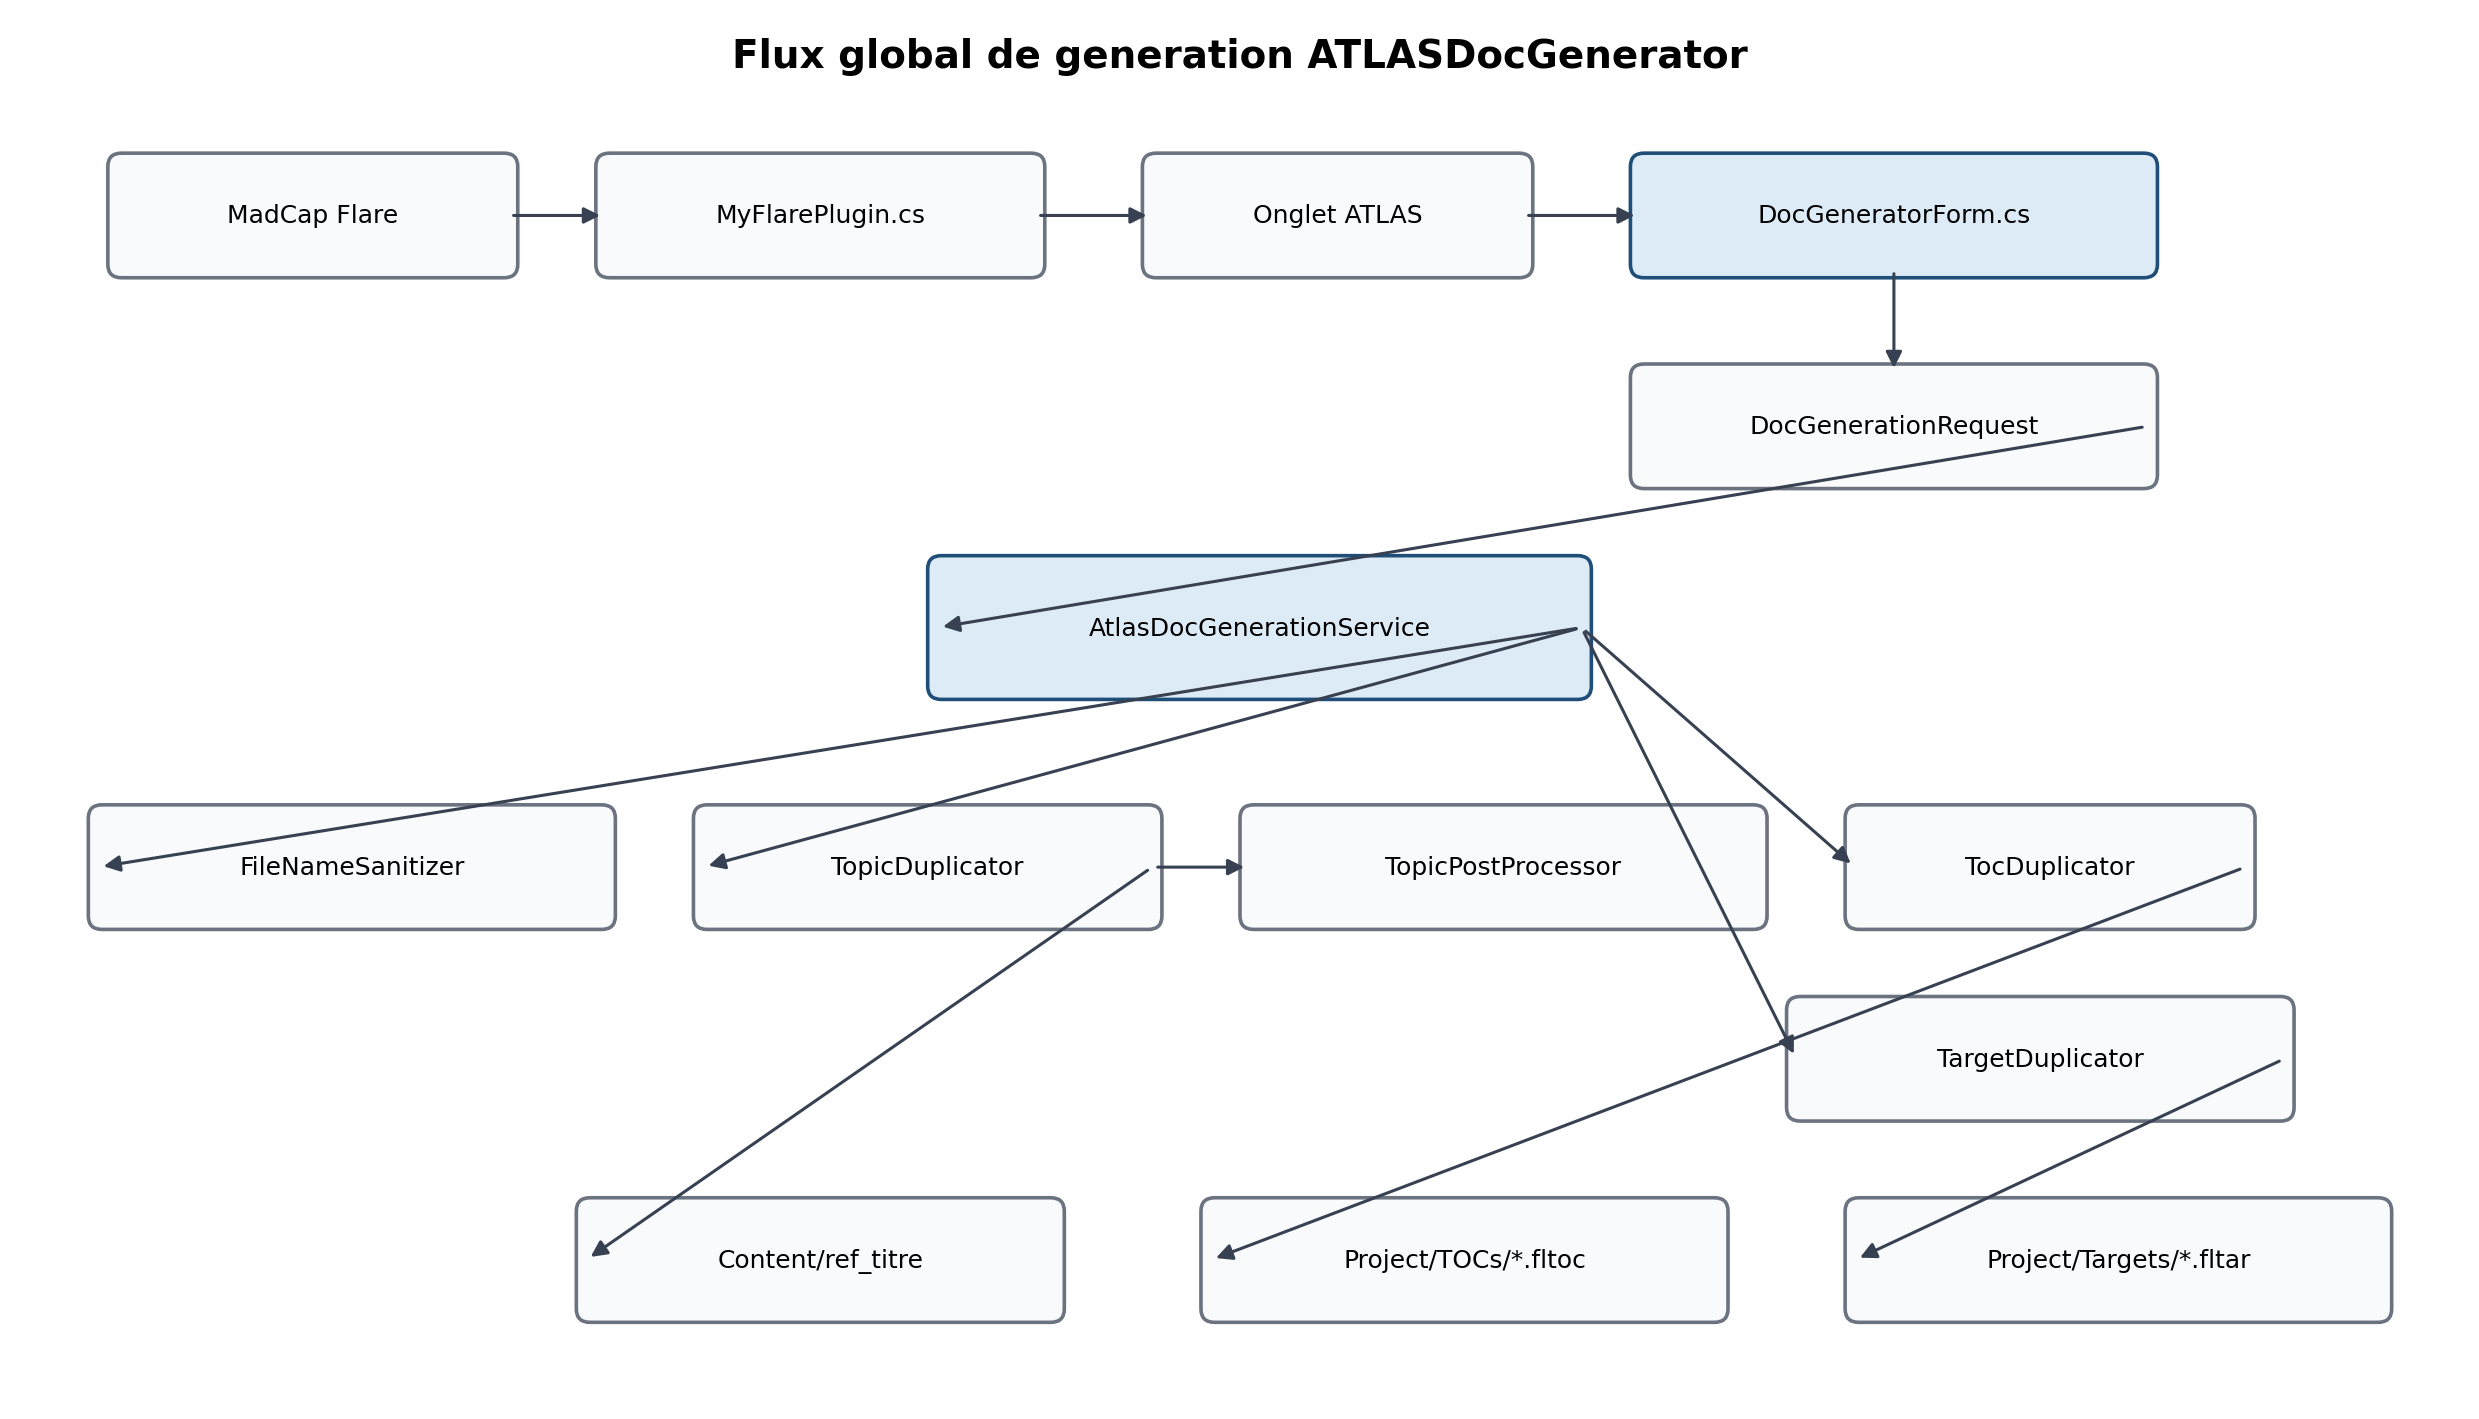 Flux global de generation ATLASDocGenerator
MadCap Flare
MyFlarePlugin.cs
Onglet ATLAS
DocGeneratorForm.cs
DocGenerationRequest
AtlasDocGenerationService
FileNameSanitizer
TopicDuplicator
TopicPostProcessor
TocDuplicator
TargetDuplicator
Content/ref_titre
Project/TOCs/*.fltoc
Project/Targets/*.fltar